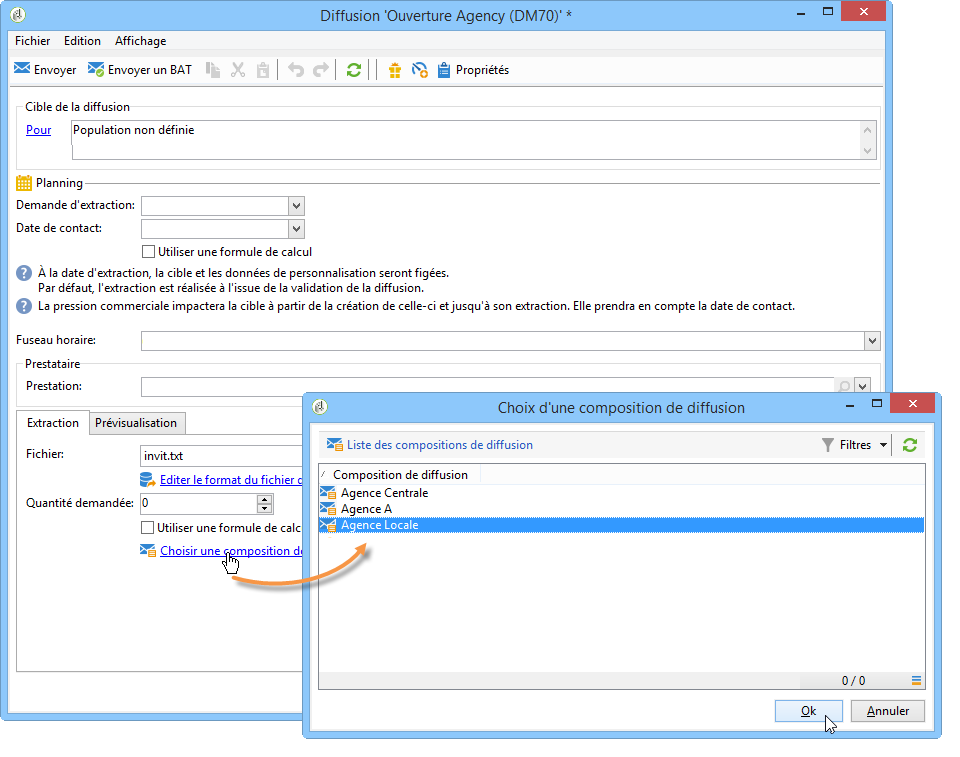 Diffusion 'Ouverture Agency (DM70)' *
Fichier Edition Affichage
Envoyer Envoyer un BAT Propriétés
Cible de la diffusion
Pour Population non définie
Planning
Demande d'extraction:
Date de contact:
Utiliser une formule de calcul
À la date d'extraction, la cible et les données de personnalisation seront figées.
Par défaut, l'extraction est réalisée à l'issue de la validation de la diffusion.
La pression commerciale impactera la cible à partir de la création de celle-ci et jusqu'à son extraction. Elle prendra en compte la date de contact.
Fuseau horaire:
Prestataire
Prestation:
Extraction Prévisualisation
Fichier: invit.txt
Editer le format du fichier d
Quantité demandée: 0
Utiliser une formule de calc
Choisir une composition de
Choix d'une composition de diffusion
Liste des compositions de diffusion Filtres
Composition de diffusion
Agence Centrale
Agence A
Agence Locale
0 / 0
Ok Annuler